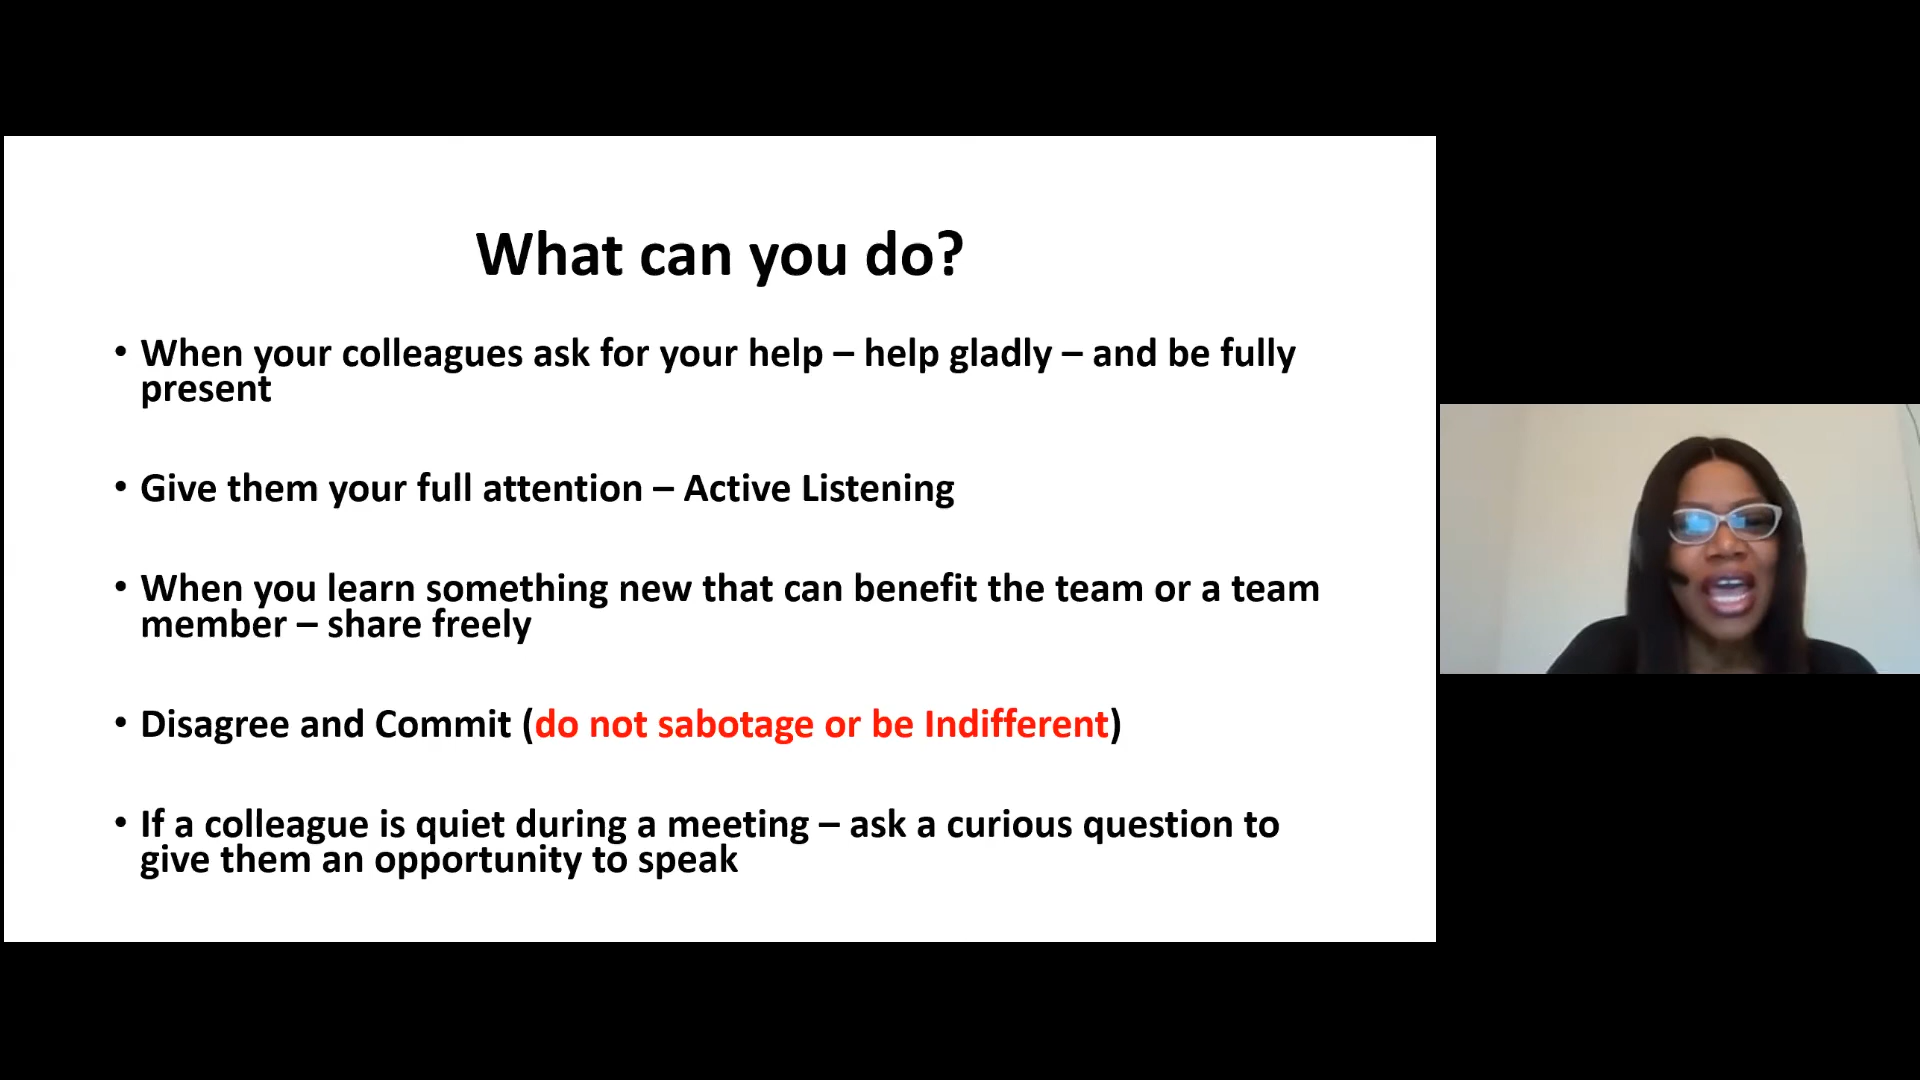 What can you do?
• When your colleagues ask for your help – help gladly – and be fully
present
• Give them your full attention – Active Listening
• When you learn something new that can benefit the team or a team
member – share freely
• Disagree and Commit (do not sabotage or be Indifferent)
• If a colleague is quiet during a meeting – ask a curious question to
give them an opportunity to speak